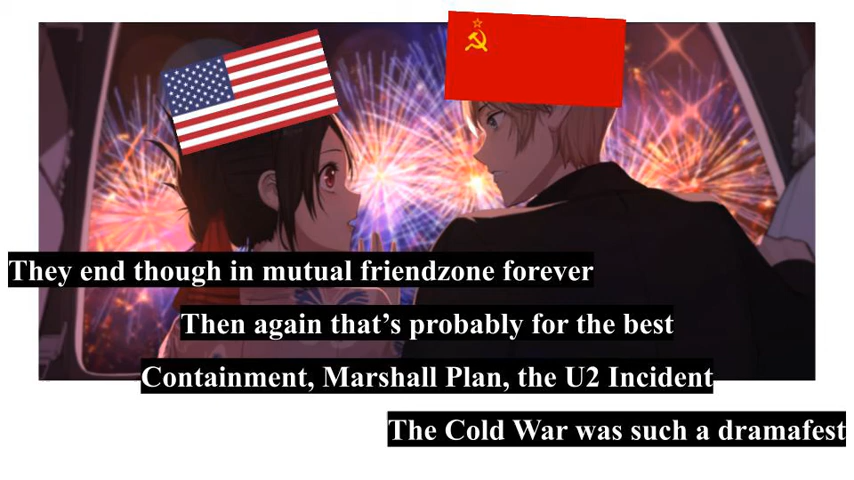 They end though in mutual friendzone forever
Then again that’s probably for the best
Containment, Marshall Plan, the U2 Incident
The Cold War was such a dramafest